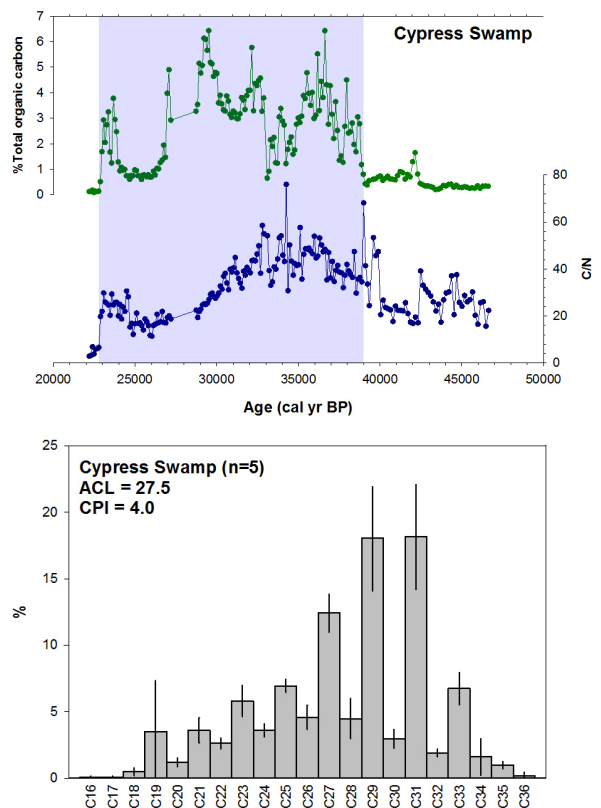 Cypress Swamp
%Total organic carbon
7
6
5
4
3
2
1
0
80
60
40
20
0
C/N
20000 25000 30000 35000 40000 45000 50000
Age (cal yr BP)
Cypress Swamp (n=5)
ACL = 27.5
CPI = 4.0
%
25
20
15
10
5
0
C16 C17 C18 C19 C20 C21 C22 C23 C24 C25 C26 C27 C28 C29 C30 C31 C32 C33 C34 C35 C36